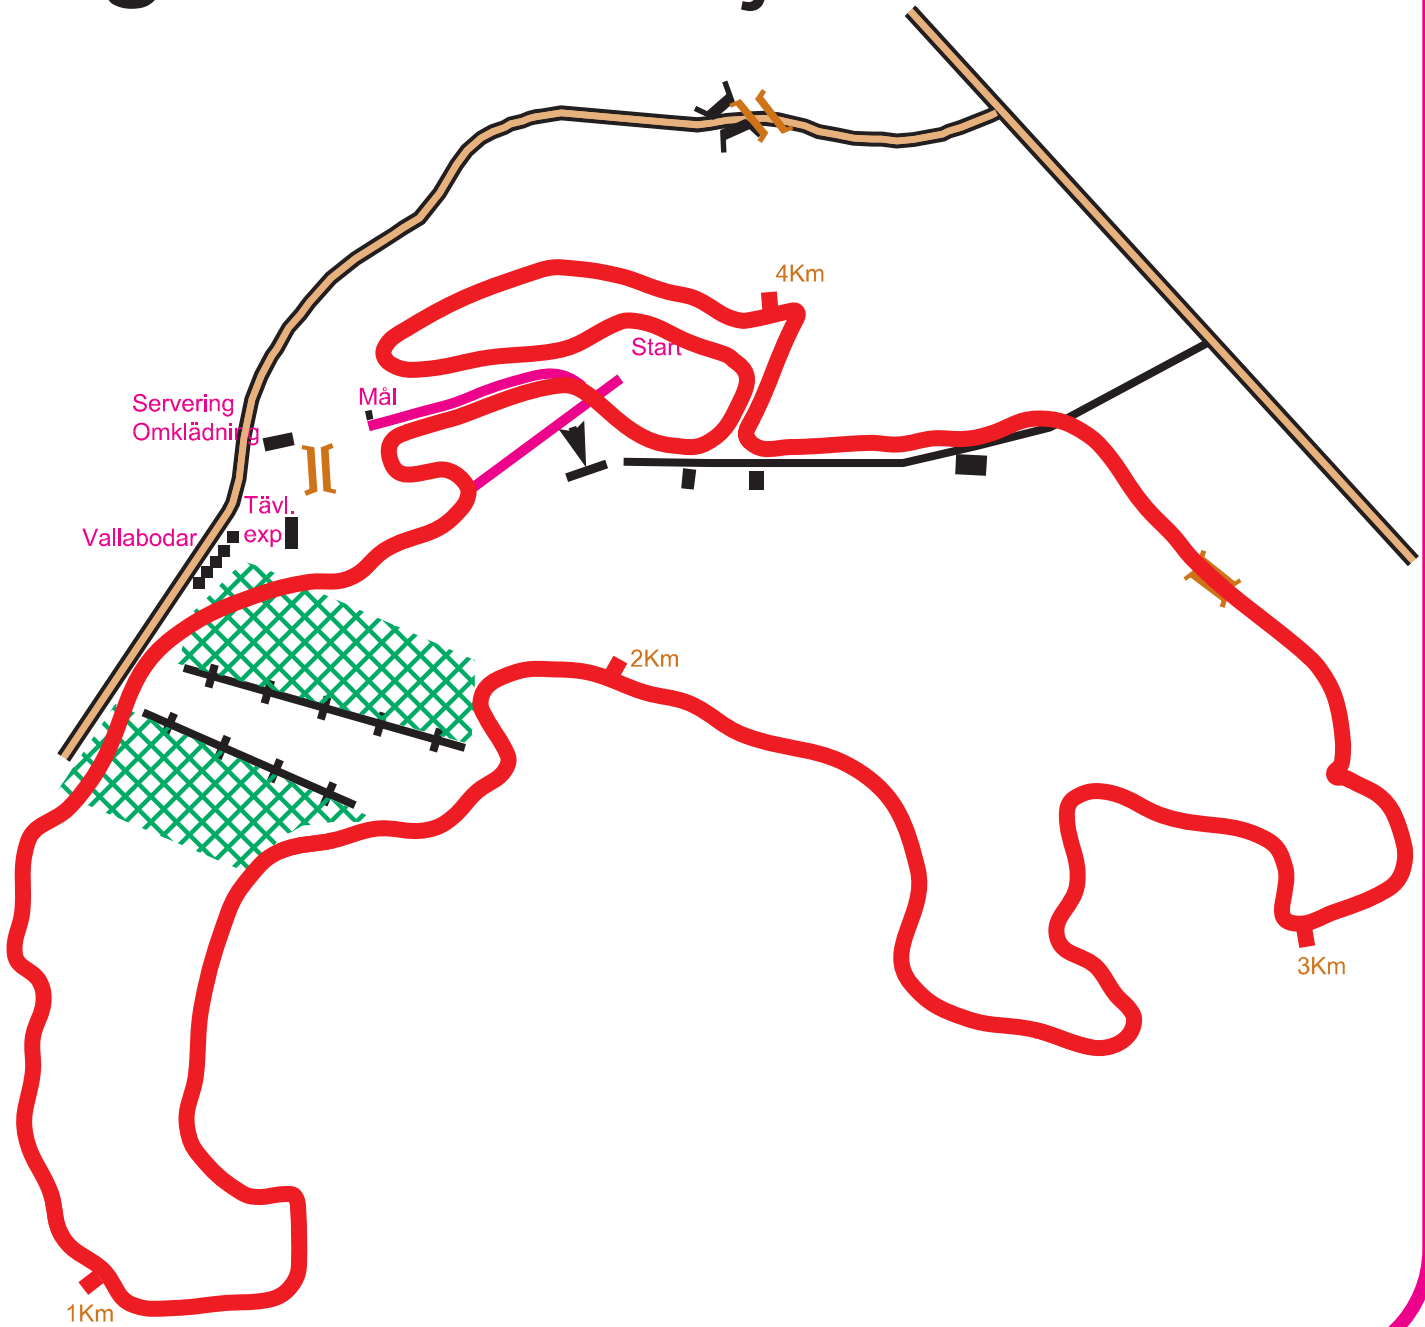 4Km
Start
Mål
Servering
Omklädning
Tävl.
exp
Vallabodar
2Km
3Km
1Km